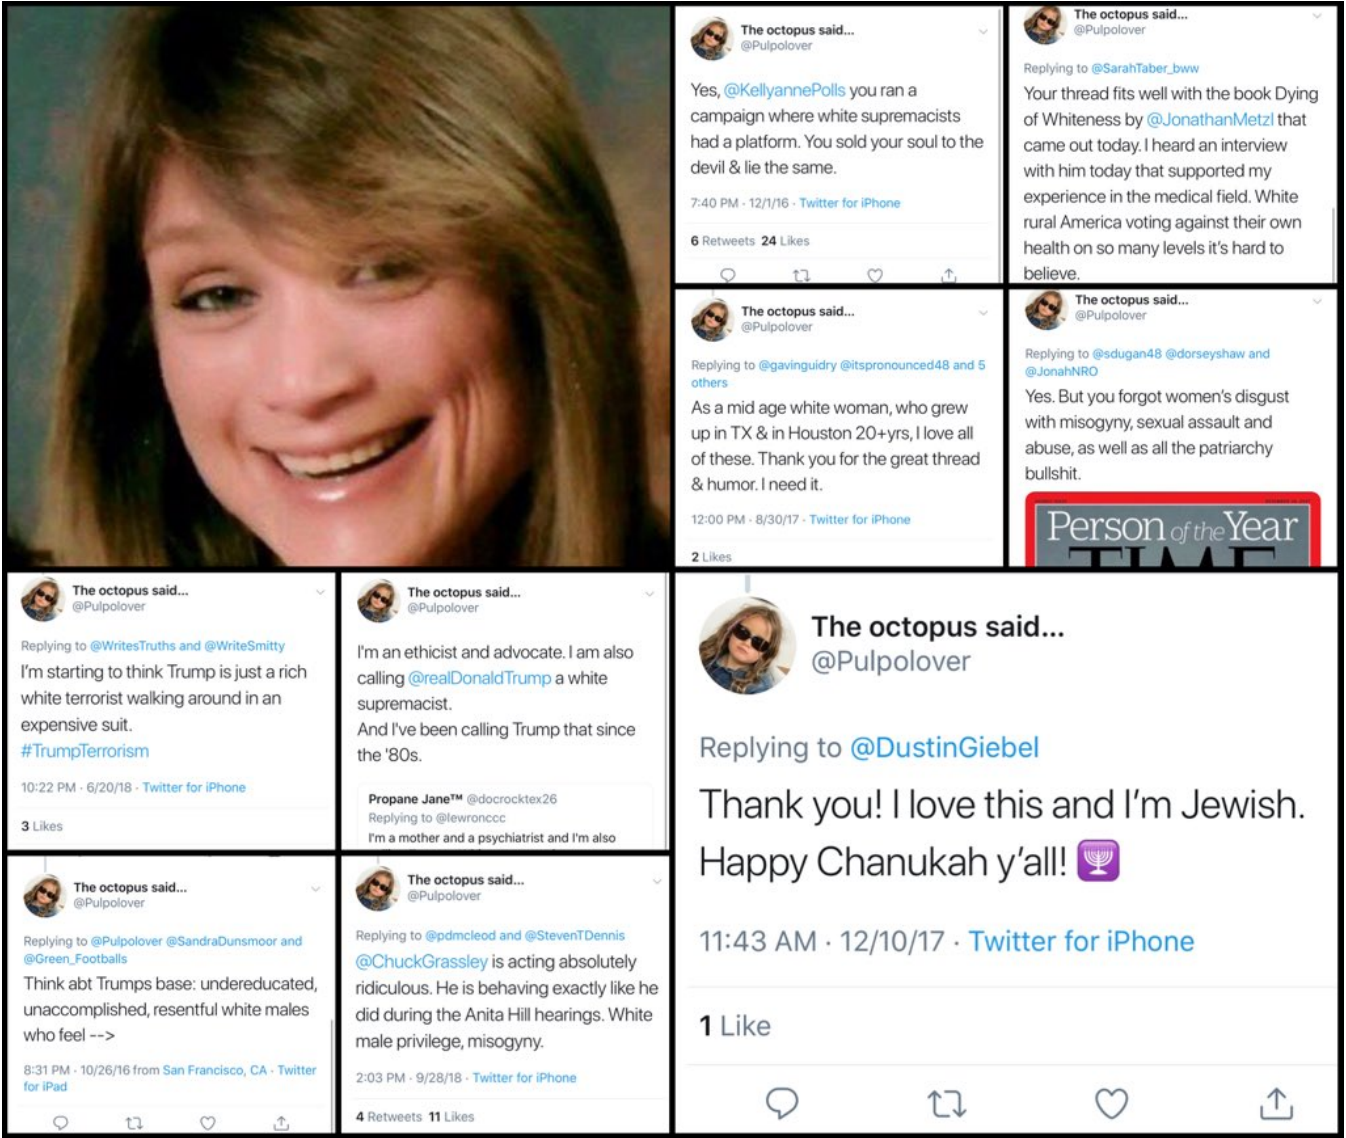 The octopus said...
@Pulpolover
Yes, @KellyannePolls you ran a
campaign where white supremacists
had a platform. You sold your soul to the
devil & lie the same.
7:40 PM · 12/1/16 · Twitter for iPhone
6 Retweets 24 Likes
The octopus said...
@Pulpolover
Replying to @SarahTaber_bww
Your thread fits well with the book Dying
of Whiteness by @JonathanMetzl that
came out today. I heard an interview
with him today that supported my
experience in the medical field. White
rural America voting against their own
health on so many levels it's hard to
believe.
The octopus said...
@Pulpolover
Replying to @gavinguidry @itspronounced48 and 5
others
As a mid age white woman, who grew
up in TX & in Houston 20+yrs, I love all
of these. Thank you for the great thread
& humor. I need it.
12:00 PM · 8/30/17 · Twitter for iPhone
2 Likes
The octopus said...
@Pulpolover
Replying to @sdugan48 @dorseyshaw and
@JonahNRO
Yes. But you forgot women's disgust
with misogyny, sexual assault and
abuse, as well as all the patriarchy
bullshit.
Person of the Year
TIME
The octopus said...
@Pulpolover
Replying to @WritesTruths and @WriteSmitty
I'm starting to think Trump is just a rich
white terrorist walking around in an
expensive suit.
#TrumpTerrorism
10:22 PM · 6/20/18 · Twitter for iPhone
3 Likes
The octopus said...
@Pulpolover
I'm an ethicist and advocate. I am also
calling @realDonaldTrump a white
supremacist.
And I've been calling Trump that since
the '80s.
Propane Jane™ @docrocktex26
Replying to @lewronccc
I'm a mother and a psychiatrist and I'm also
The octopus said...
@Pulpolover
Replying to @DustinGiebel
Thank you! I love this and I'm Jewish.
Happy Chanukah y'all! 🕎
11:43 AM · 12/10/17 · Twitter for iPhone
1 Like
The octopus said...
@Pulpolover
Replying to @Pulpolover @SandraDunsmoor and
@Green_Footballs
Think abt Trumps base: undereducated,
unaccomplished, resentful white males
who feel -->
8:31 PM · 10/26/16 from San Francisco, CA · Twitter
for iPad
The octopus said...
@Pulpolover
Replying to @pdmcleod and @StevenTDennis
@ChuckGrassley is acting absolutely
ridiculous. He is behaving exactly like he
did during the Anita Hill hearings. White
male privilege, misogyny.
2:03 PM · 9/28/18 · Twitter for iPhone
4 Retweets 11 Likes